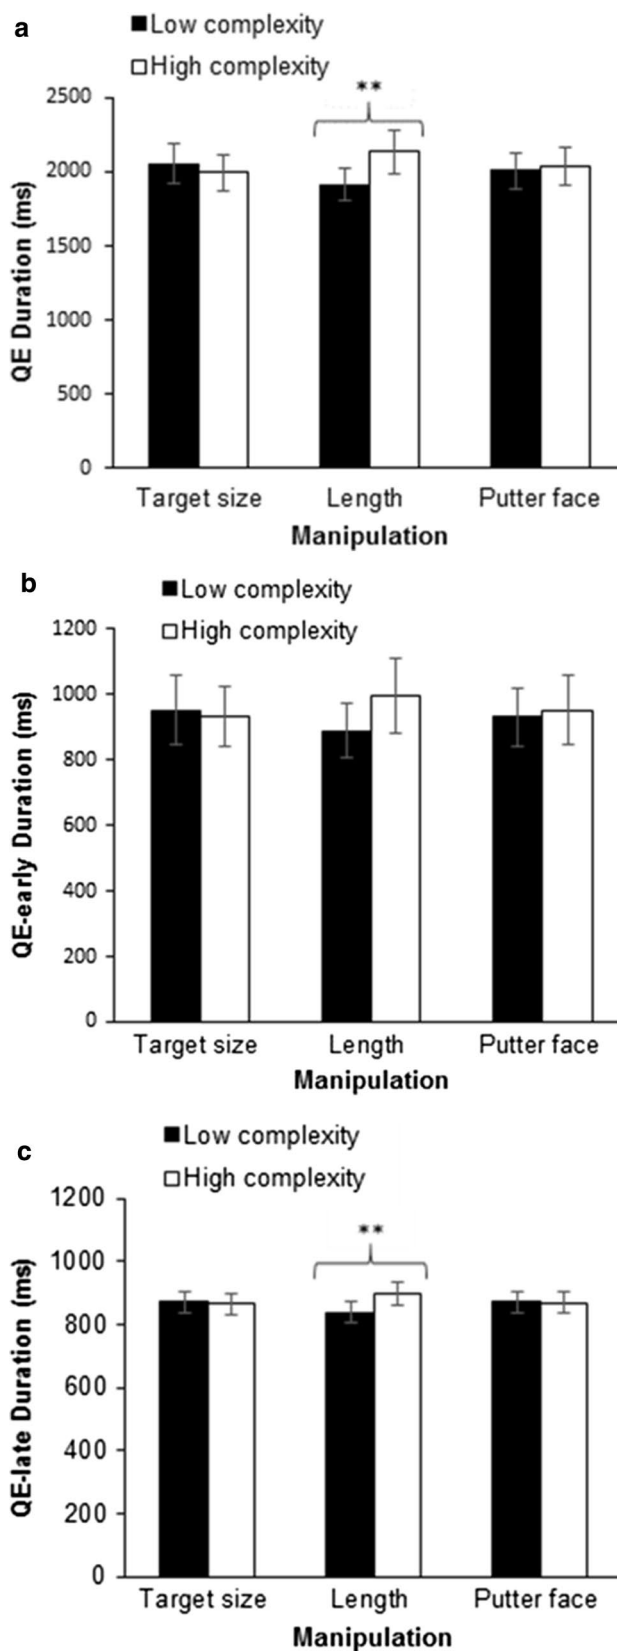 a
Low complexity
High complexity
**
2500
2000
1500
1000
500
0
QE Duration (ms)
Target size Length Putter face
Manipulation
b
Low complexity
High complexity
1200
1000
800
600
400
200
0
QE-early Duration (ms)
Target size Length Putter face
Manipulation
c
Low complexity
High complexity
**
1200
1000
800
600
400
200
0
QE-late Duration (ms)
Target size Length Putter face
Manipulation